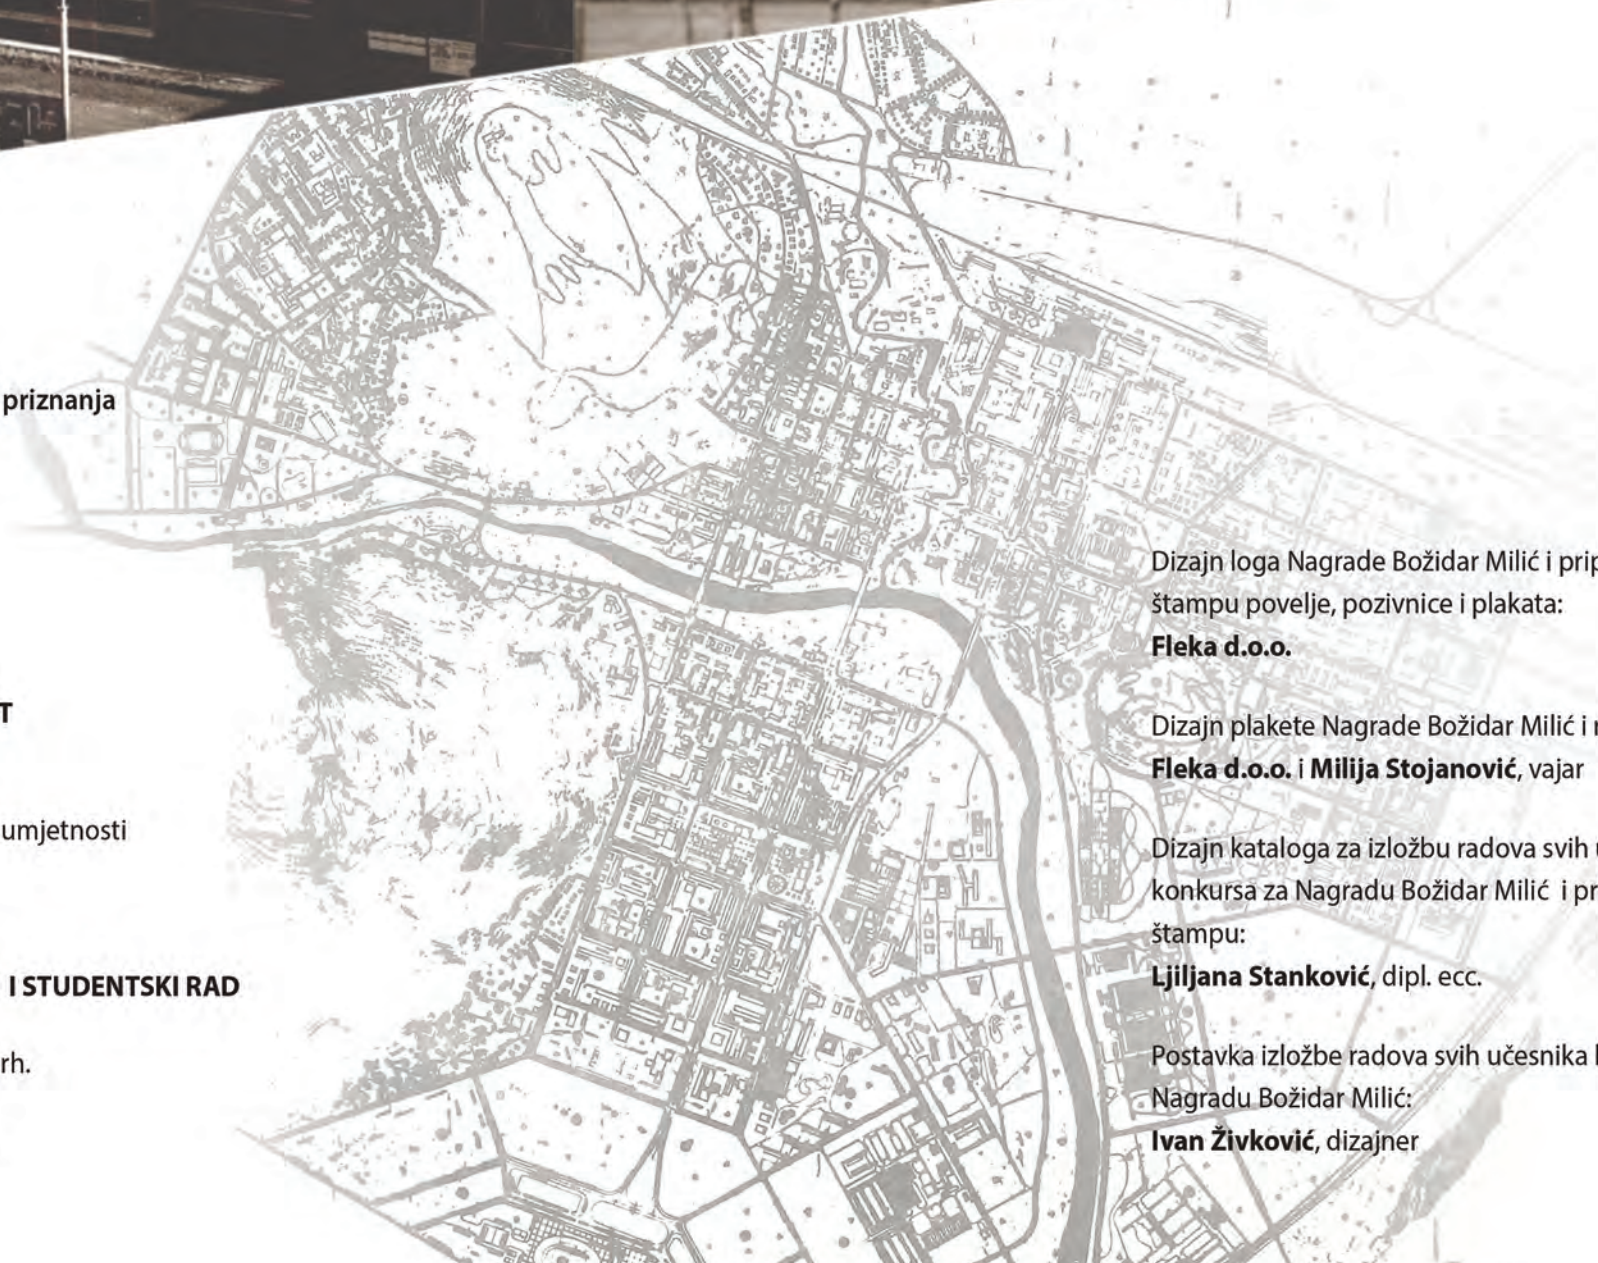 priznanja
T
umjetnosti
I STUDENTSKI RAD
rh.
Dizajn loga Nagrade Božidar Milić i prip
štampu povelje, pozivnice i plakata:
Fleka d.o.o.
Dizajn plakete Nagrade Božidar Milić i
Fleka d.o.o. i Milija Stojanović, vajar
Dizajn kataloga za izložbu radova svih u
konkursa za Nagradu Božidar Milić i pr
štampu:
Ljiljana Stanković, dipl. ecc.
Postavka izložbe radova svih učesnika
Nagradu Božidar Milić:
Ivan Živković, dizajner